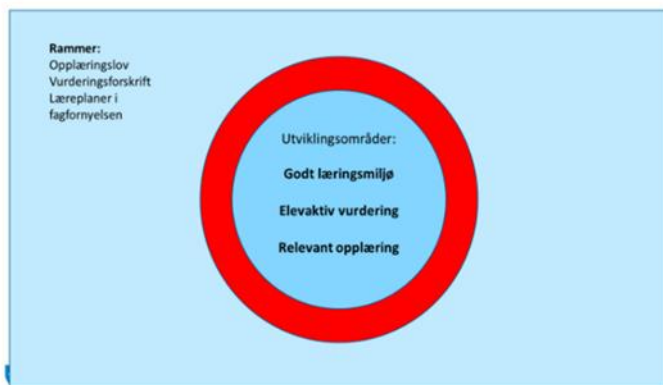 Rammer:
Opplæringslov
Vurderingsforskrift
Læreplaner i
fagfornyelsen
Utviklingsområder:
Godt læringsmiljø
Elevaktiv vurdering
Relevant opplæring